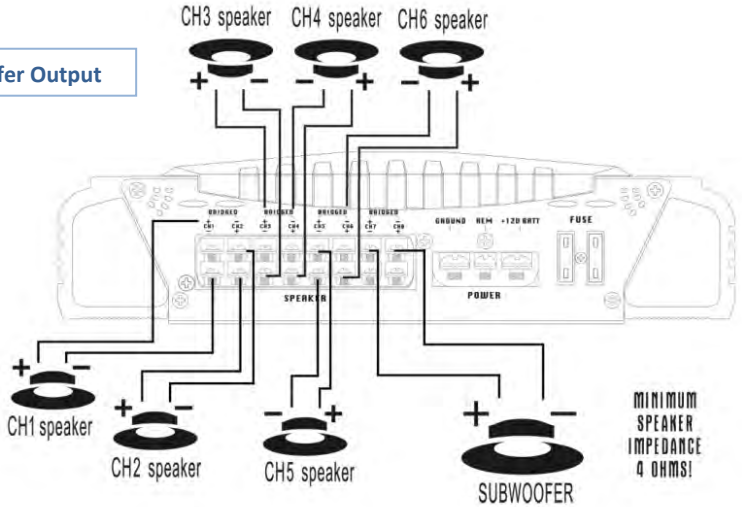 CH3 speaker
CH4 speaker
CH6 speaker
+ -
- +
- +
fer Output
BRIDGED BRIDGED BRIDGED BRIDGED
+ - + - + - + -
CH1 CH2 CH3 CH4 CH5 CH6 CH7 CH8
- + - + - + - +
GROUND REM +12V BATT
FUSE
SPEAKER
POWER
+ -
CH1 speaker
+ -
CH2 speaker
- +
CH5 speaker
+ -
SUBWOOFER
MINIMUM
SPEAKER
IMPEDANCE
4 OHMS!